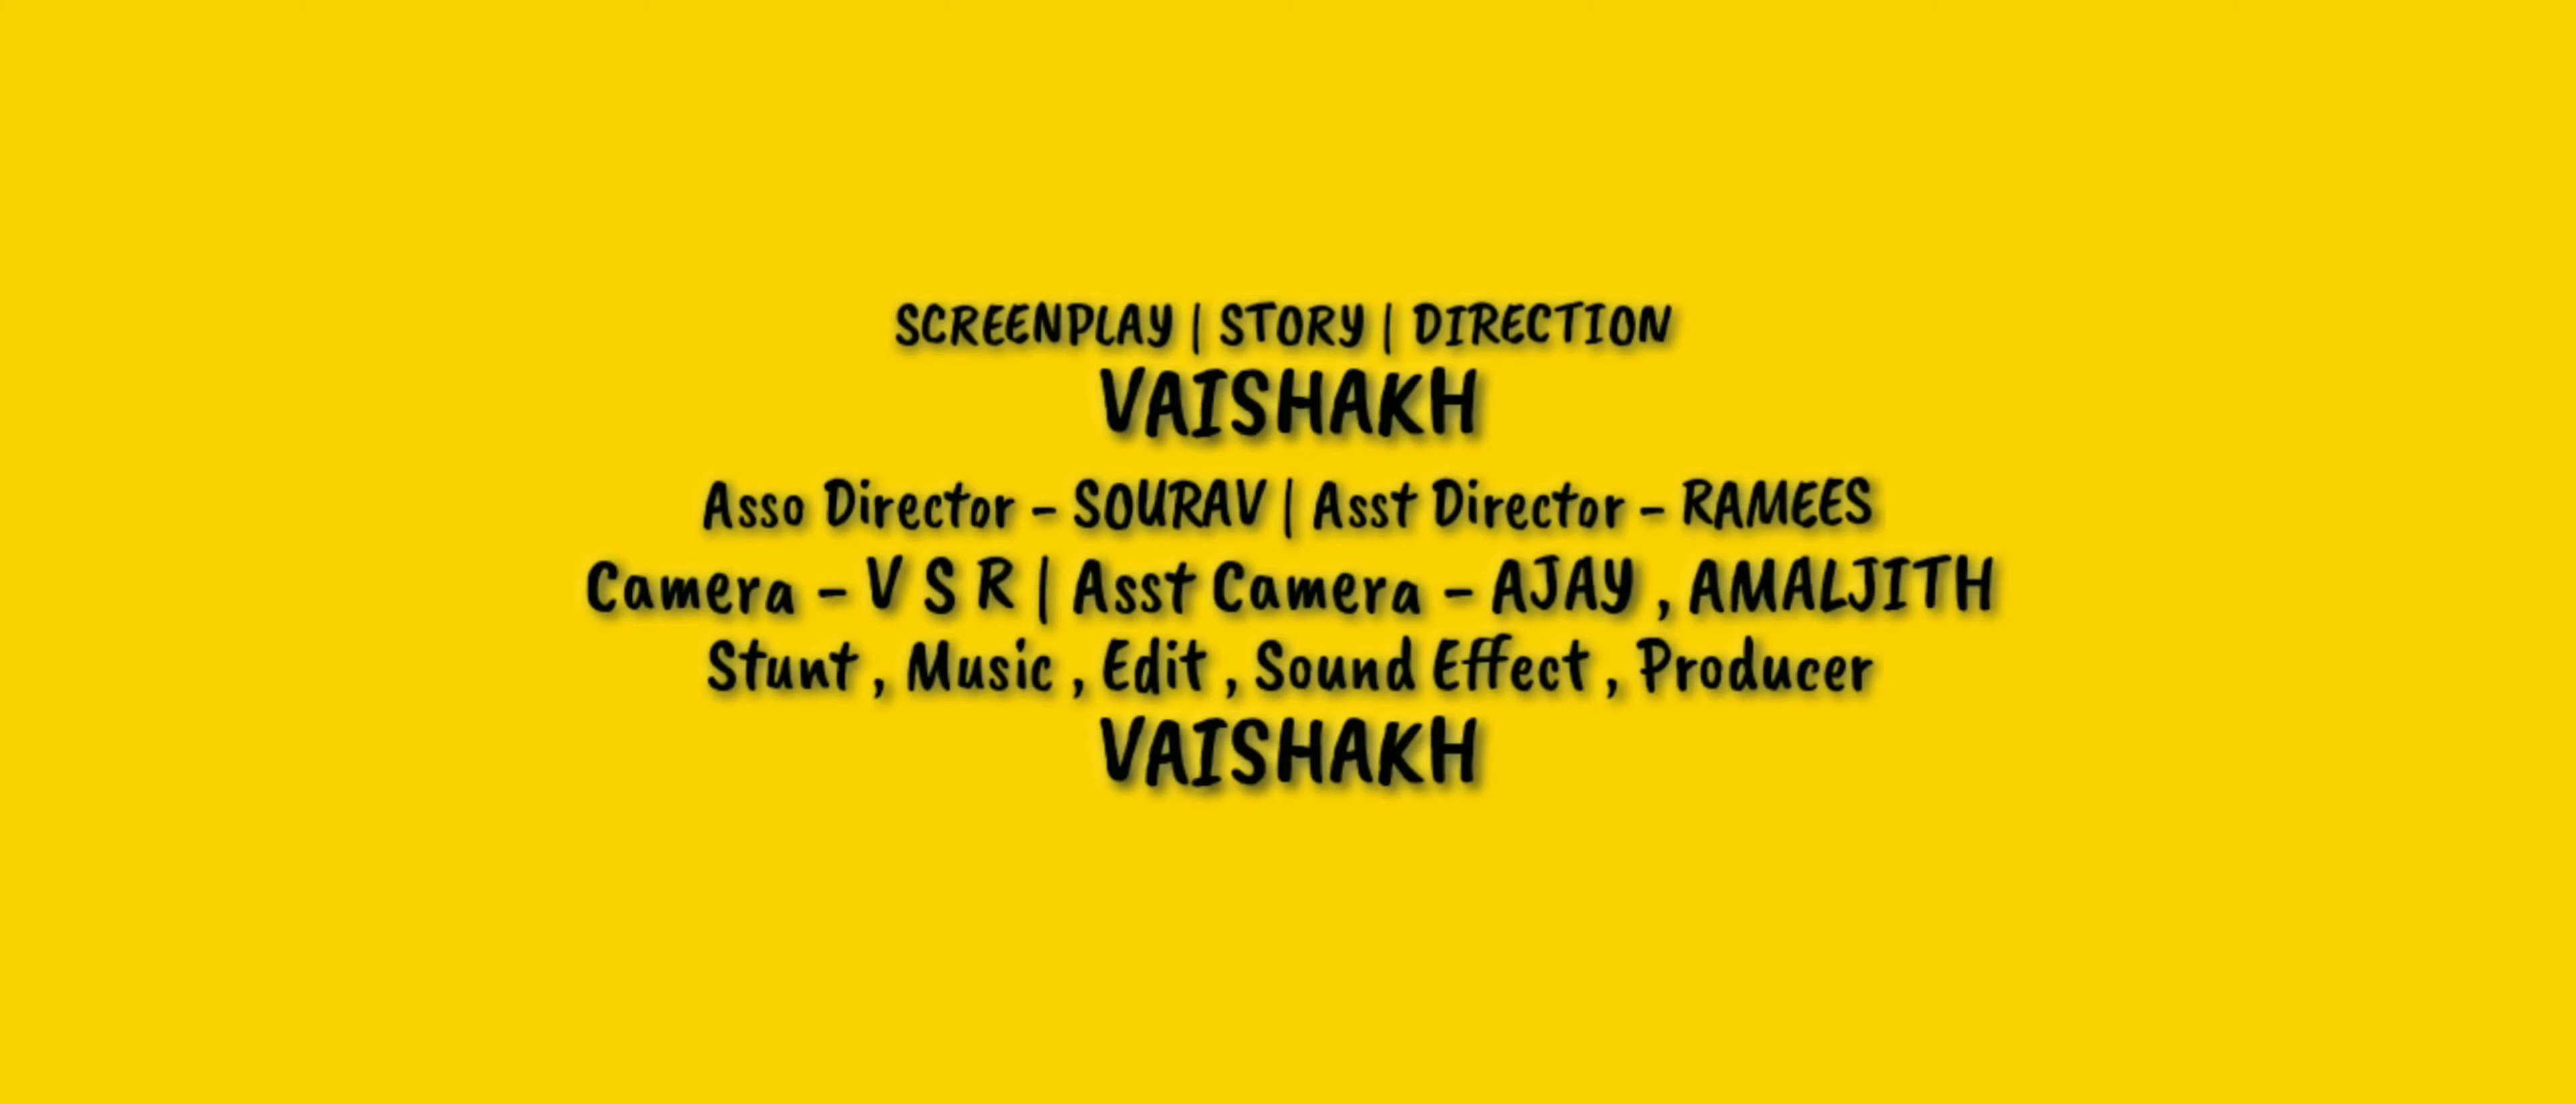 SCREENPLAY | STORY | DIRECTION
VAISHAKH
Asso Director - SOURAV | Asst Director - RAMEES
Camera - V S R | Asst Camera - AJAY , AMALJITH
Stunt , Music , Edit , Sound Effect , Producer
VAISHAKH